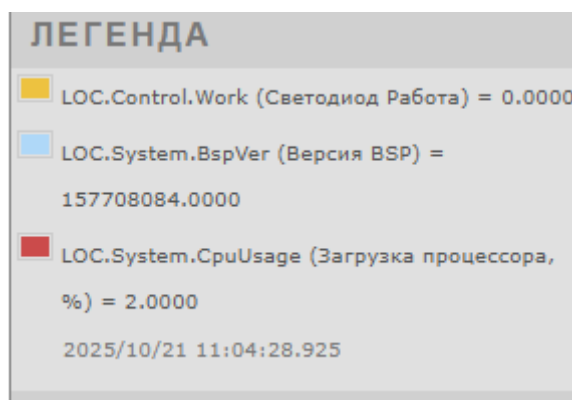 ЛЕГЕНДА
LOC.Control.Work (Светодиод Работа) = 0.0000
LOC.System.BspVer (Версия BSP) =
157708084.0000
LOC.System.CpuUsage (Загрузка процессора,
%) = 2.0000
2025/10/21 11:04:28.925